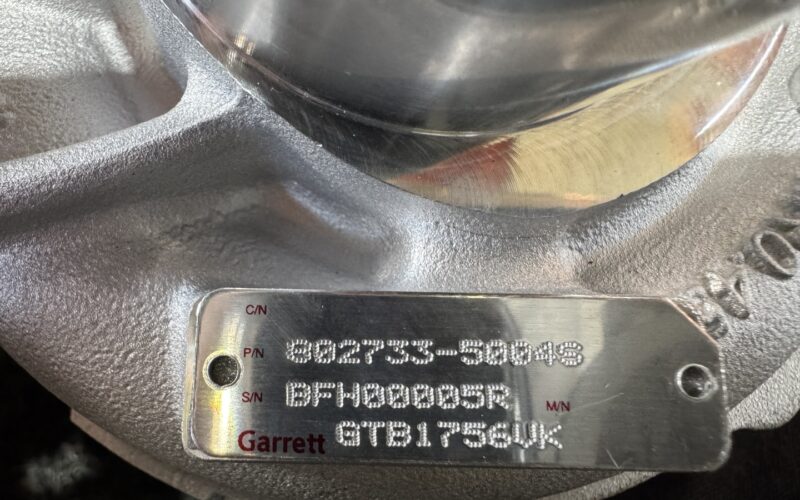 C/N
P/N 802733-5004S
S/N BFH00005R M/N
Garrett GTB1756VK